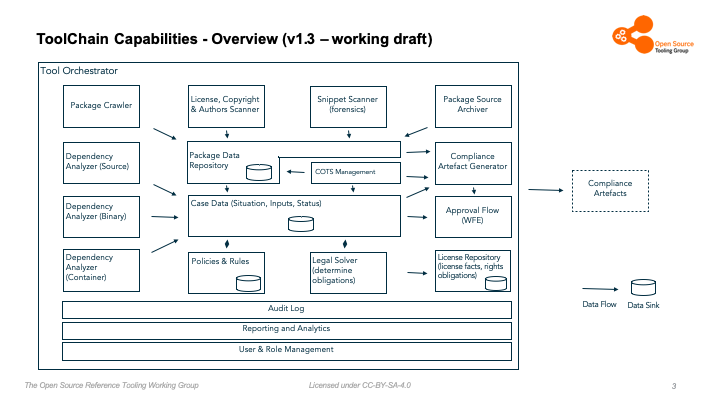 ToolChain Capabilities - Overview (v1.3 – working draft)
Open Source
Tooling Group
Tool Orchestrator
Package Crawler
License, Copyright
& Authors Scanner
Snippet Scanner
(forensics)
Package Source
Archiver
Dependency
Analyzer (Source)
Package Data
Repository
COTS Management
Compliance
Artefact Generator
Compliance
Artefacts
Dependency
Analyzer (Binary)
Case Data (Situation, Inputs, Status)
Approval Flow
(WFE)
Dependency
Analyzer
(Container)
Policies & Rules
Legal Solver
(determine
obligations)
License Repository
(license facts, rights
obligations)
Data Flow
Data Sink
Audit Log
Reporting and Analytics
User & Role Management
The Open Source Reference Tooling Working Group
Licensed under CC-BY-SA-4.0
3